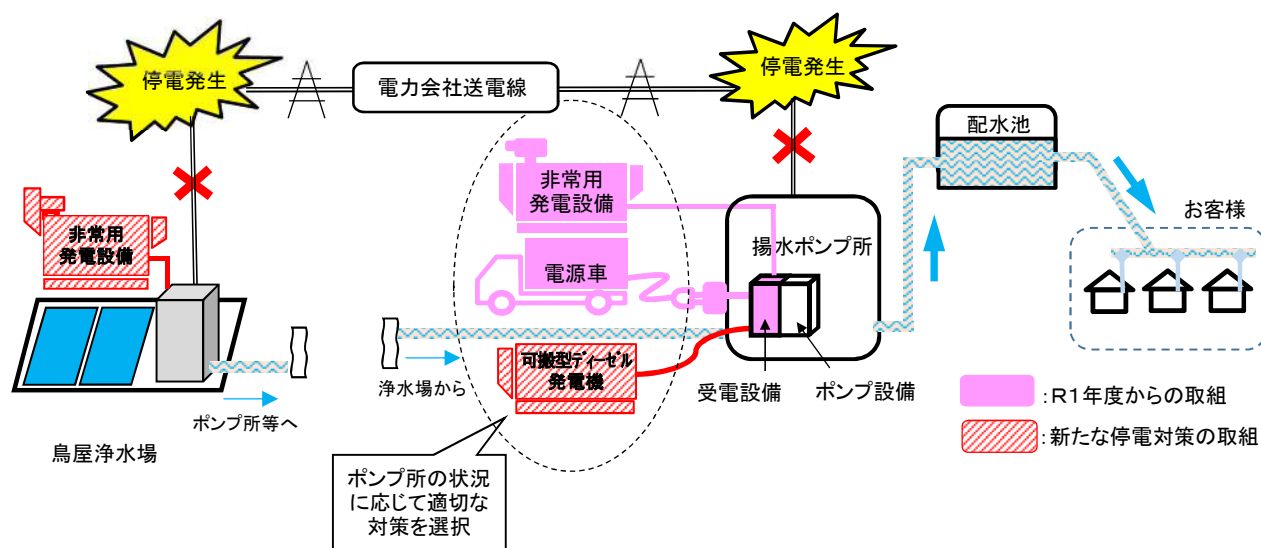 停電発生
電力会社送電線
停電発生
配水池
お客様
非常用
発電設備
非常用
発電設備
電源車
揚水ポンプ所
可搬型ディーゼル
発電機
浄水場から
ポンプ所等へ
鳥屋浄水場
受電設備
ポンプ設備
ポンプ所の状況
に応じて適切な
対策を選択
:R1年度からの取組
:新たな停電対策の取組